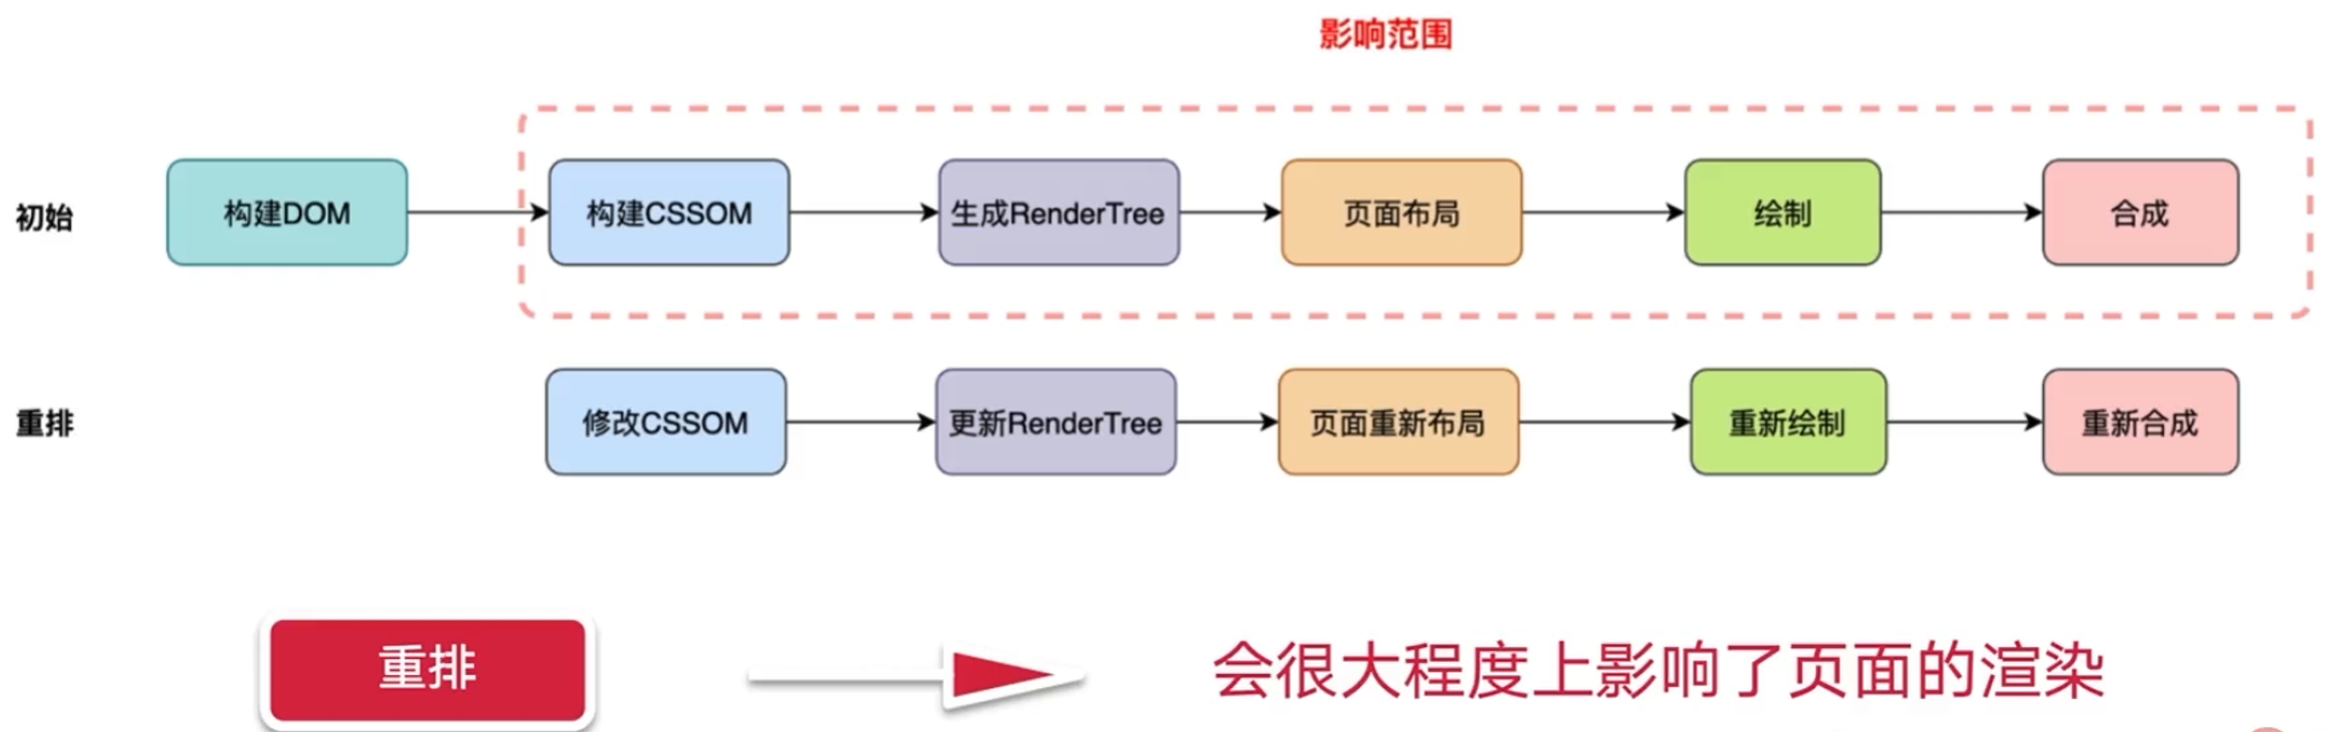 影响范围
初始
构建DOM
构建CSSOM
生成RenderTree
页面布局
绘制
合成
重排
修改CSSOM
更新RenderTree
页面重新布局
重新绘制
重新合成
重排
会很大程度上影响了页面的渲染